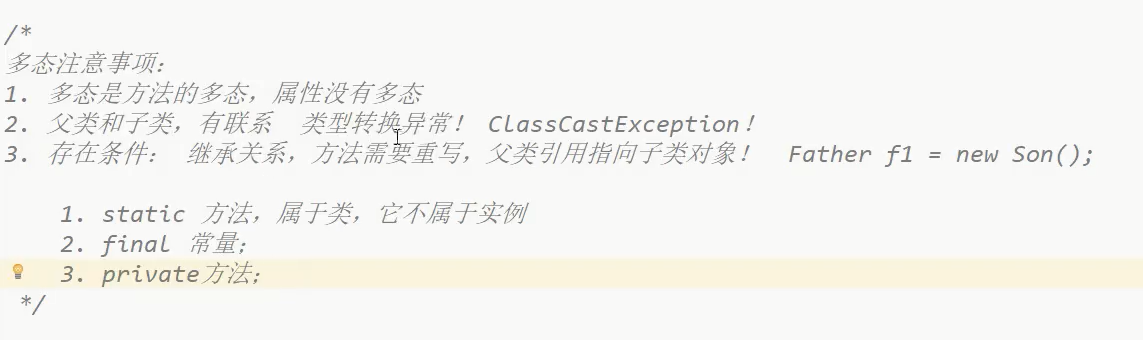 /*
多态注意事项：
1. 多态是方法的多态，属性没有多态
2. 父类和子类，有联系  类型转换异常！ ClassCastException！
3. 存在条件： 继承关系，方法需要重写，父类引用指向子类对象！  Father f1 = new Son();
1. static 方法，属于类，它不属于实例
2. final 常量；
3. private方法；
*/